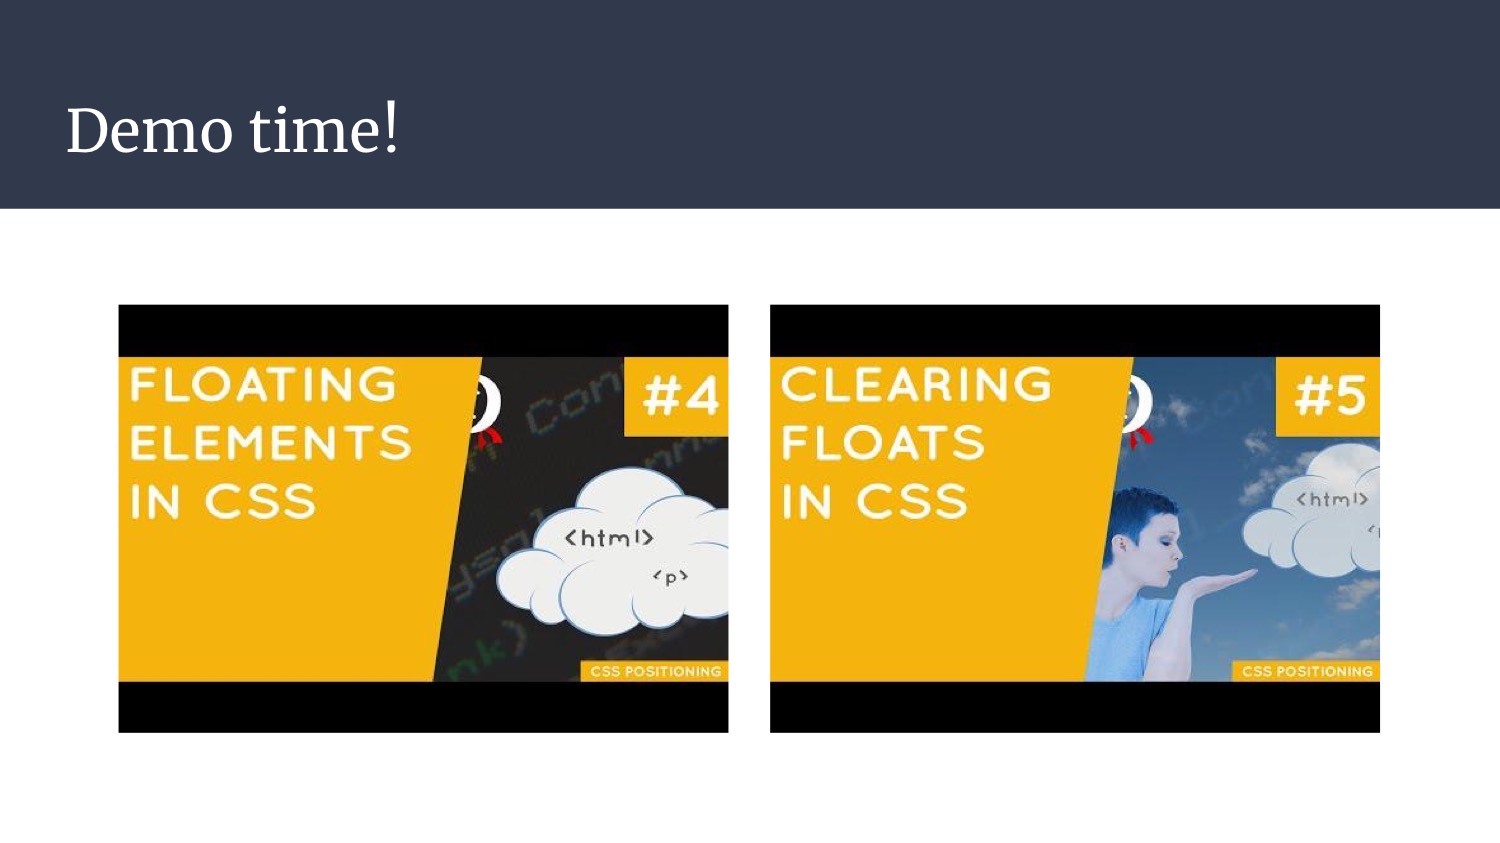 Demo time!
FLOATING
ELEMENTS
IN CSS
#4
<html>
<p>
CSS POSITIONING
CLEARING
FLOATS
IN CSS
#5
<html>
CSS POSITIONING